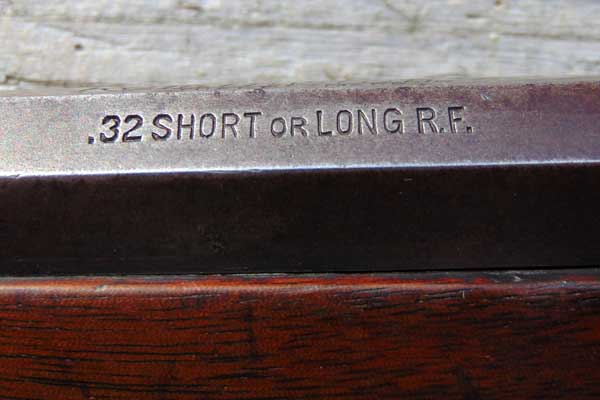 .32 SHORT OR LONG R.F.